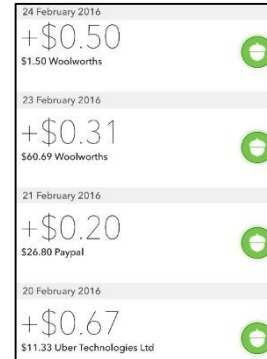 24 February 2016
+$0.50
$1.50 Woolworths
23 February 2016
+$0.31
$60.69 Woolworths
21 February 2016
+$0.20
$26.80 Paypal
20 February 2016
+$0.67
$11.33 Uber Technologies Ltd